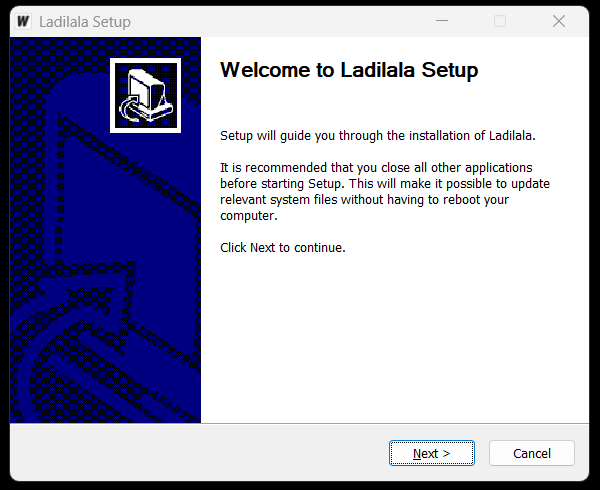 W Ladilala Setup
Welcome to Ladilala Setup
Setup will guide you through the installation of Ladilala.
It is recommended that you close all other applications
before starting Setup. This will make it possible to update
relevant system files without having to reboot your
computer.
Click Next to continue.
Next > Cancel